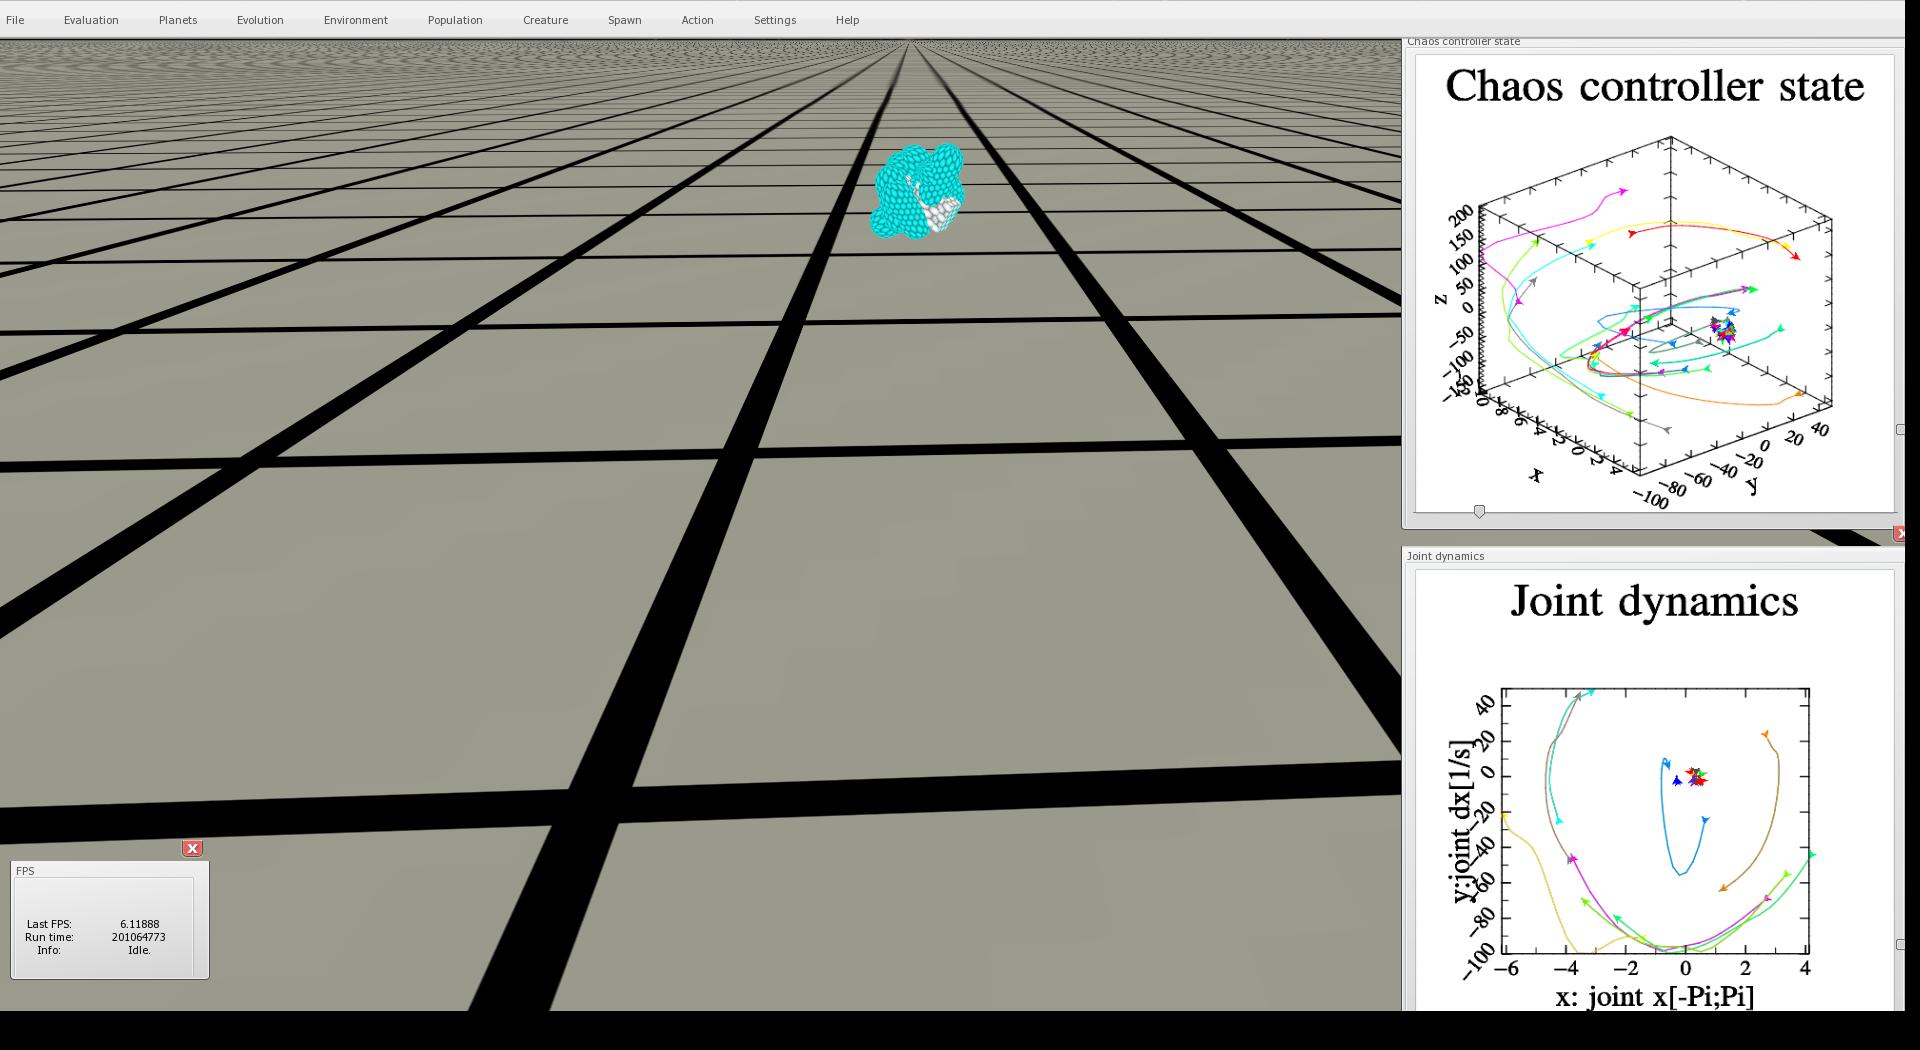 File Evaluation Planets Evolution Environment Population Creature Spawn Action Settings Help
Chaos controller state
Chaos controller state
200
150
100
50
0
−50
−100
−150
z
10 8 6 4 2 0 2 4
x
−100 −80 −60 −40 −20 0 20 40
y
Joint dynamics
Joint dynamics
40
20
0
−20
−40
−60
−80
−100
y:joint dx[1/s]
−6 −4 −2 0 2 4
x: joint x[-Pi;Pi]
FPS
Last FPS: 6.11888
Run time: 201064773
Info: Idle.